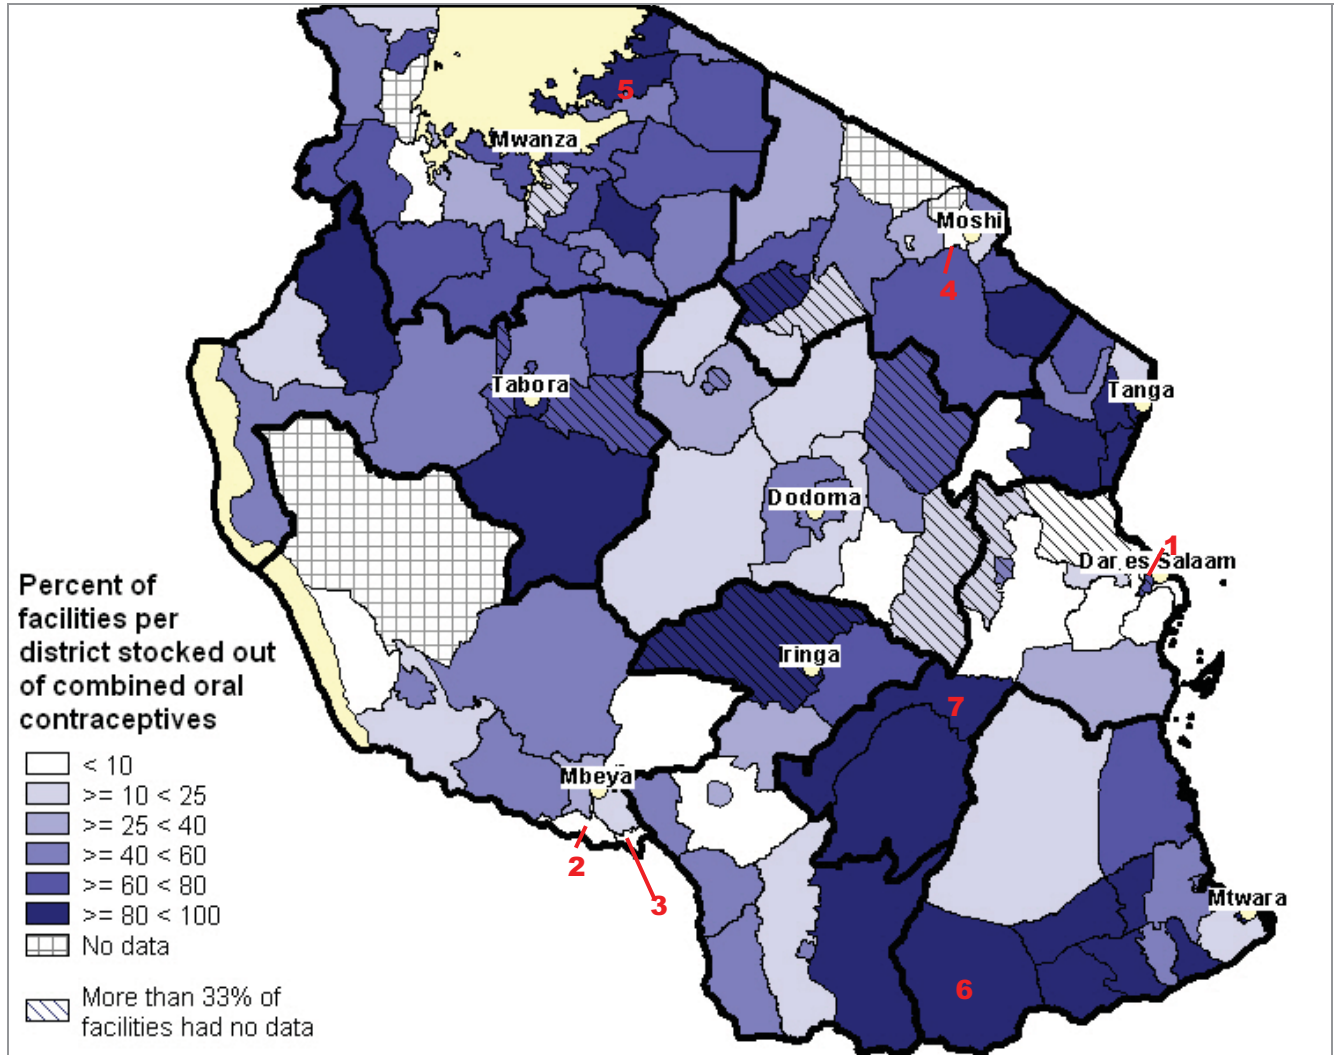 5
Mwanza
Moshi
4
Tabora
Tanga
Dodoma
1
Dar es Salaam
Percent of
facilities per
district stocked out
of combined oral
contraceptives
Iringa
7
< 10
>= 10 < 25
>= 25 < 40
>= 40 < 60
>= 60 < 80
>= 80 < 100
No data
More than 33% of
facilities had no data
Mbeya
2
3
Mtwara
6